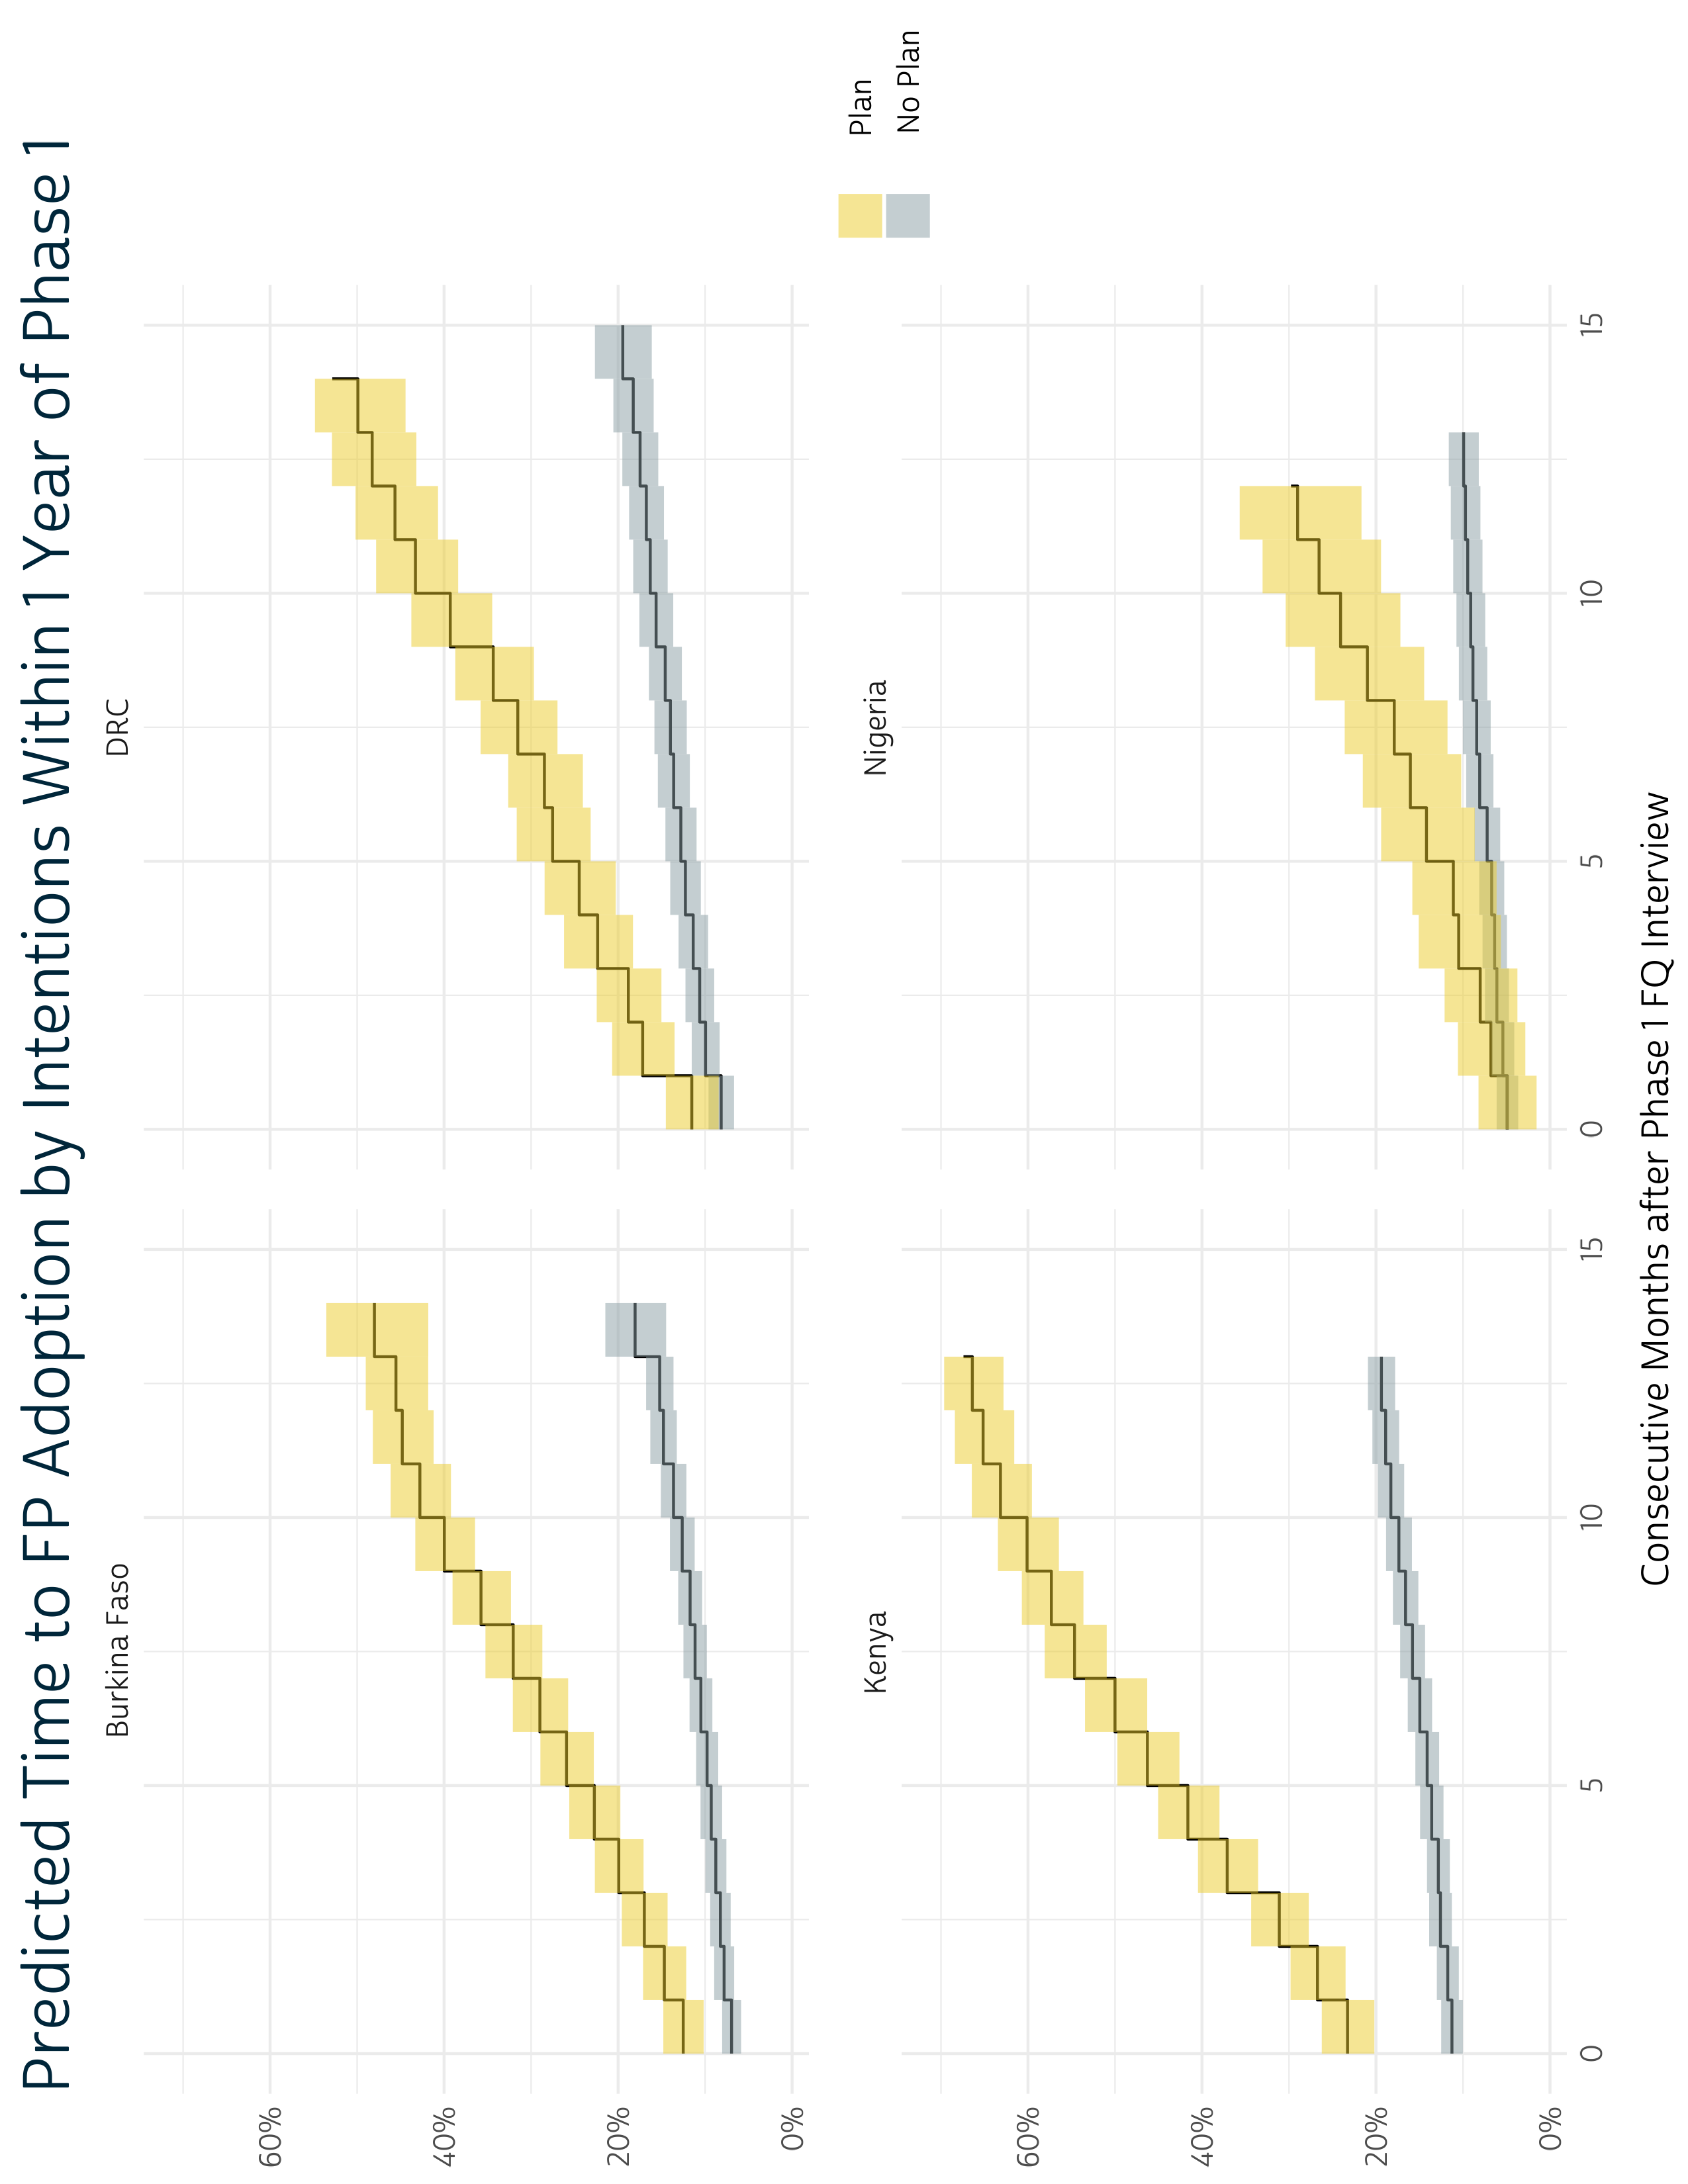 Predicted Time to FP Adoption by Intentions Within 1 Year of Phase 1
Burkina Faso
DRC
60%
40%
20%
0%
Kenya
Nigeria
60%
40%
20%
0%
0 5 10 15
0 5 10 15
Consecutive Months after Phase 1 FQ Interview
Plan
No Plan